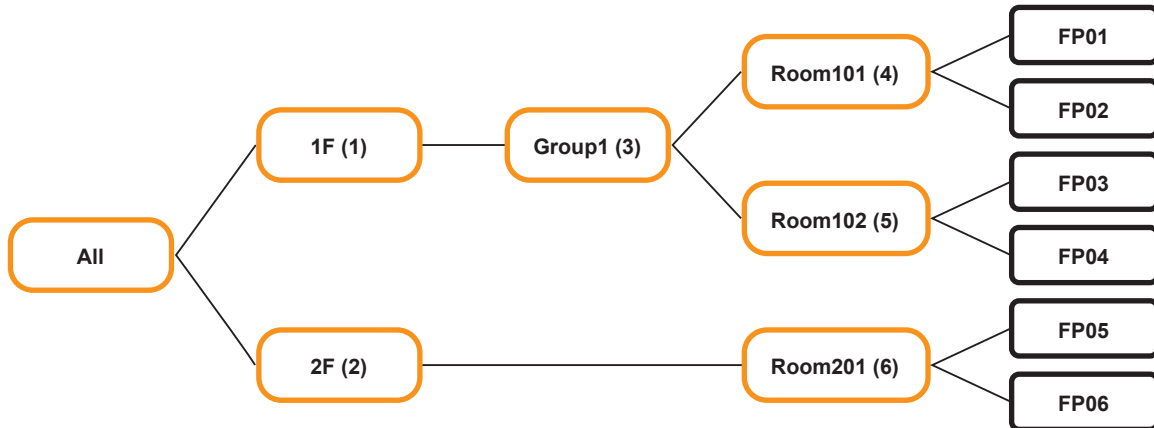 All
1F (1)
2F (2)
Group1 (3)
Room101 (4)
Room102 (5)
Room201 (6)
FP01
FP02
FP03
FP04
FP05
FP06